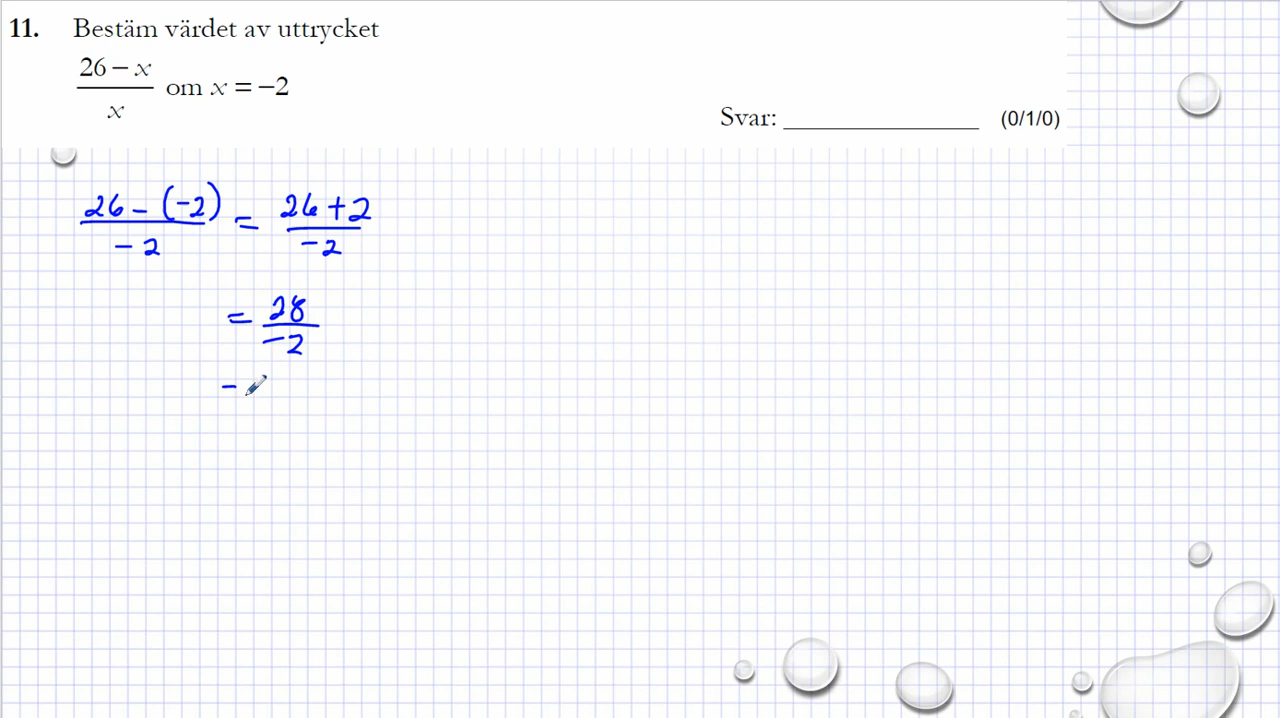 11. Bestäm värdet av uttrycket
26 − x
x
om x = −2
Svar: ______________ (0/1/0)
26 - (-2) / -2 = 26 + 2 / -2
= 28 / -2
-